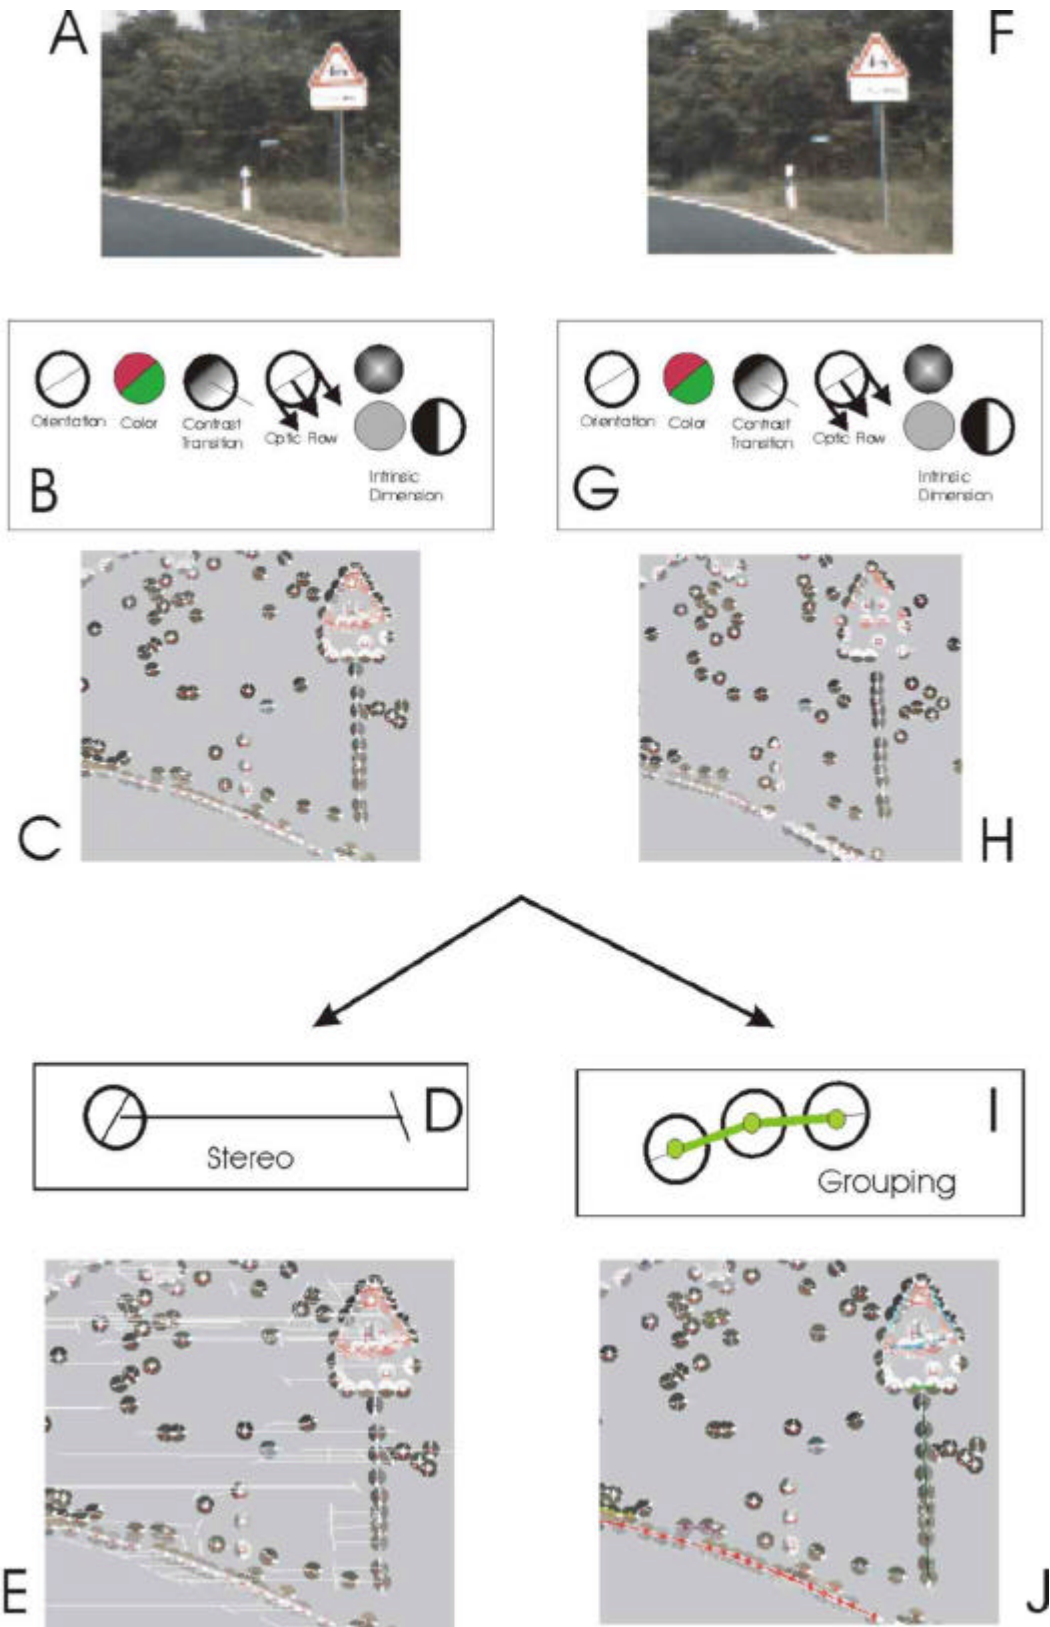 A
F
Orientation
Color
Contrast
Transition
Optic Flow
Intrinsic
Dimension
B
Orientation
Color
Contrast
Transition
Optic Flow
Intrinsic
Dimension
G
C
H
D
Stereo
I
Grouping
E
J